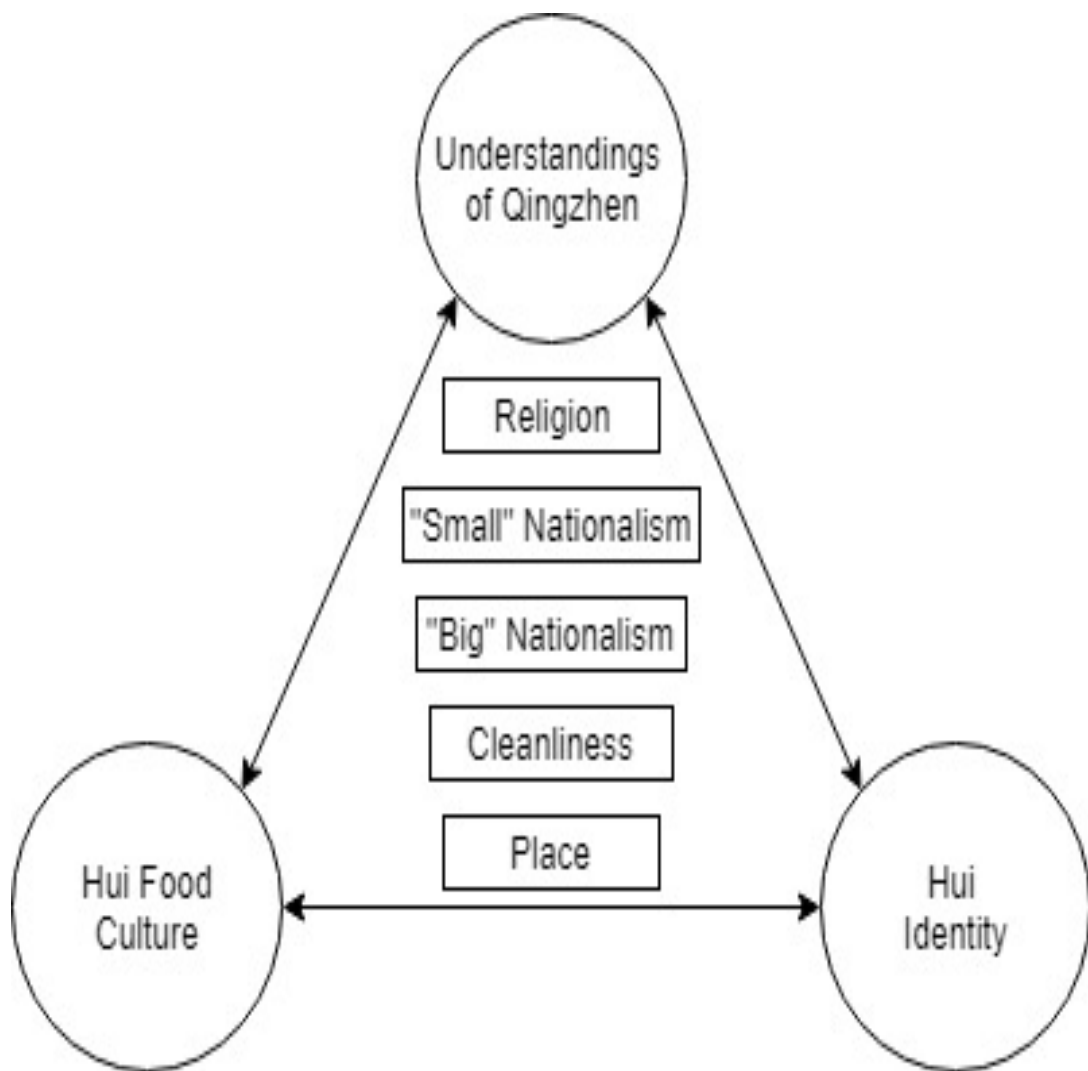 Understandings
of Qingzhen
Religion
"Small" Nationalism
"Big" Nationalism
Cleanliness
Place
Hui Food
Culture
Hui
Identity